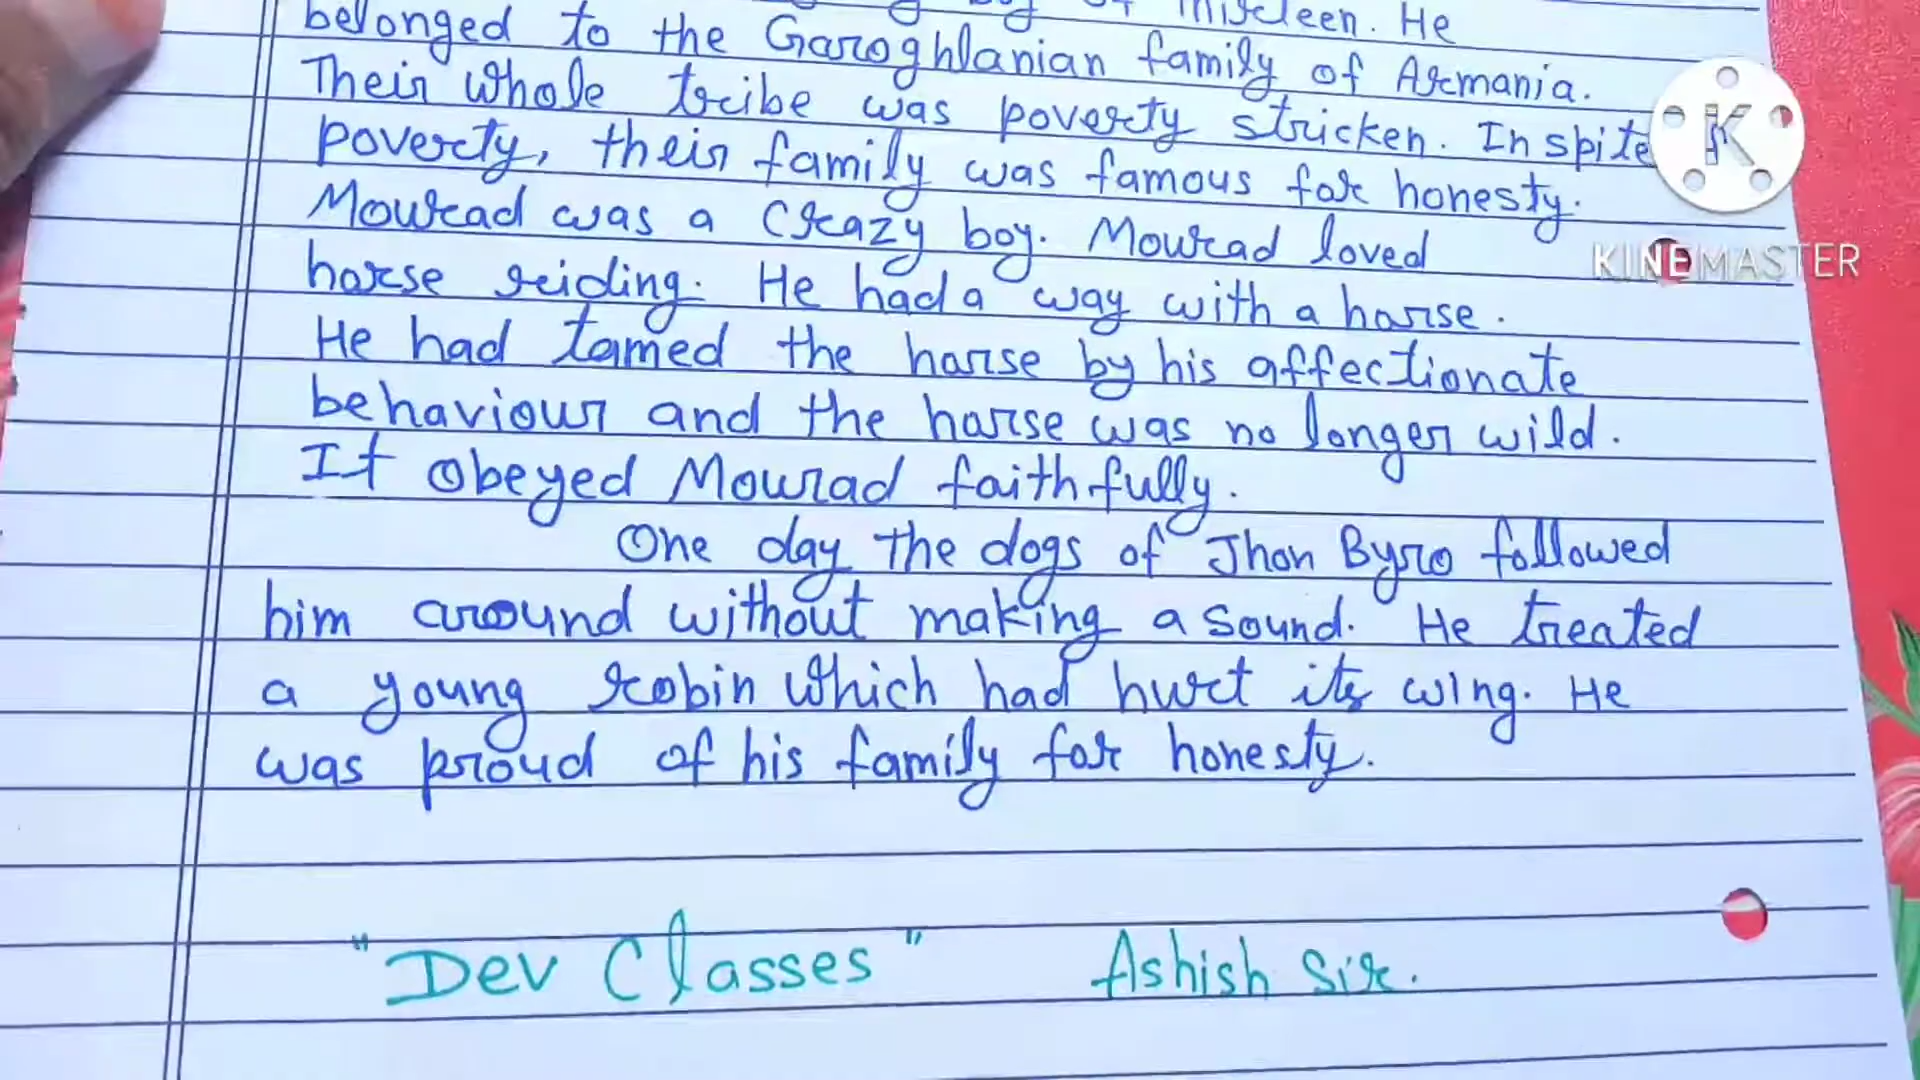 thirteen. He
belonged to the Garoghlanian family of Armania.
Their whole tribe was poverty stricken. In spite
poverty, their family was famous for honesty.
Mourad was a crazy boy. Mourad loved
horse riding. He had a way with a horse.
He had tamed the horse by his affectionate
behaviour and the horse was no longer wild.
It obeyed Mourad faithfully.
One day the dogs of Jhon Byro followed
him around without making a sound. He treated
a young robin which had hurt its wing. He
was proud of his family for honesty.
"Dev Classes" Ashish Sir.
K
KINEMASTER